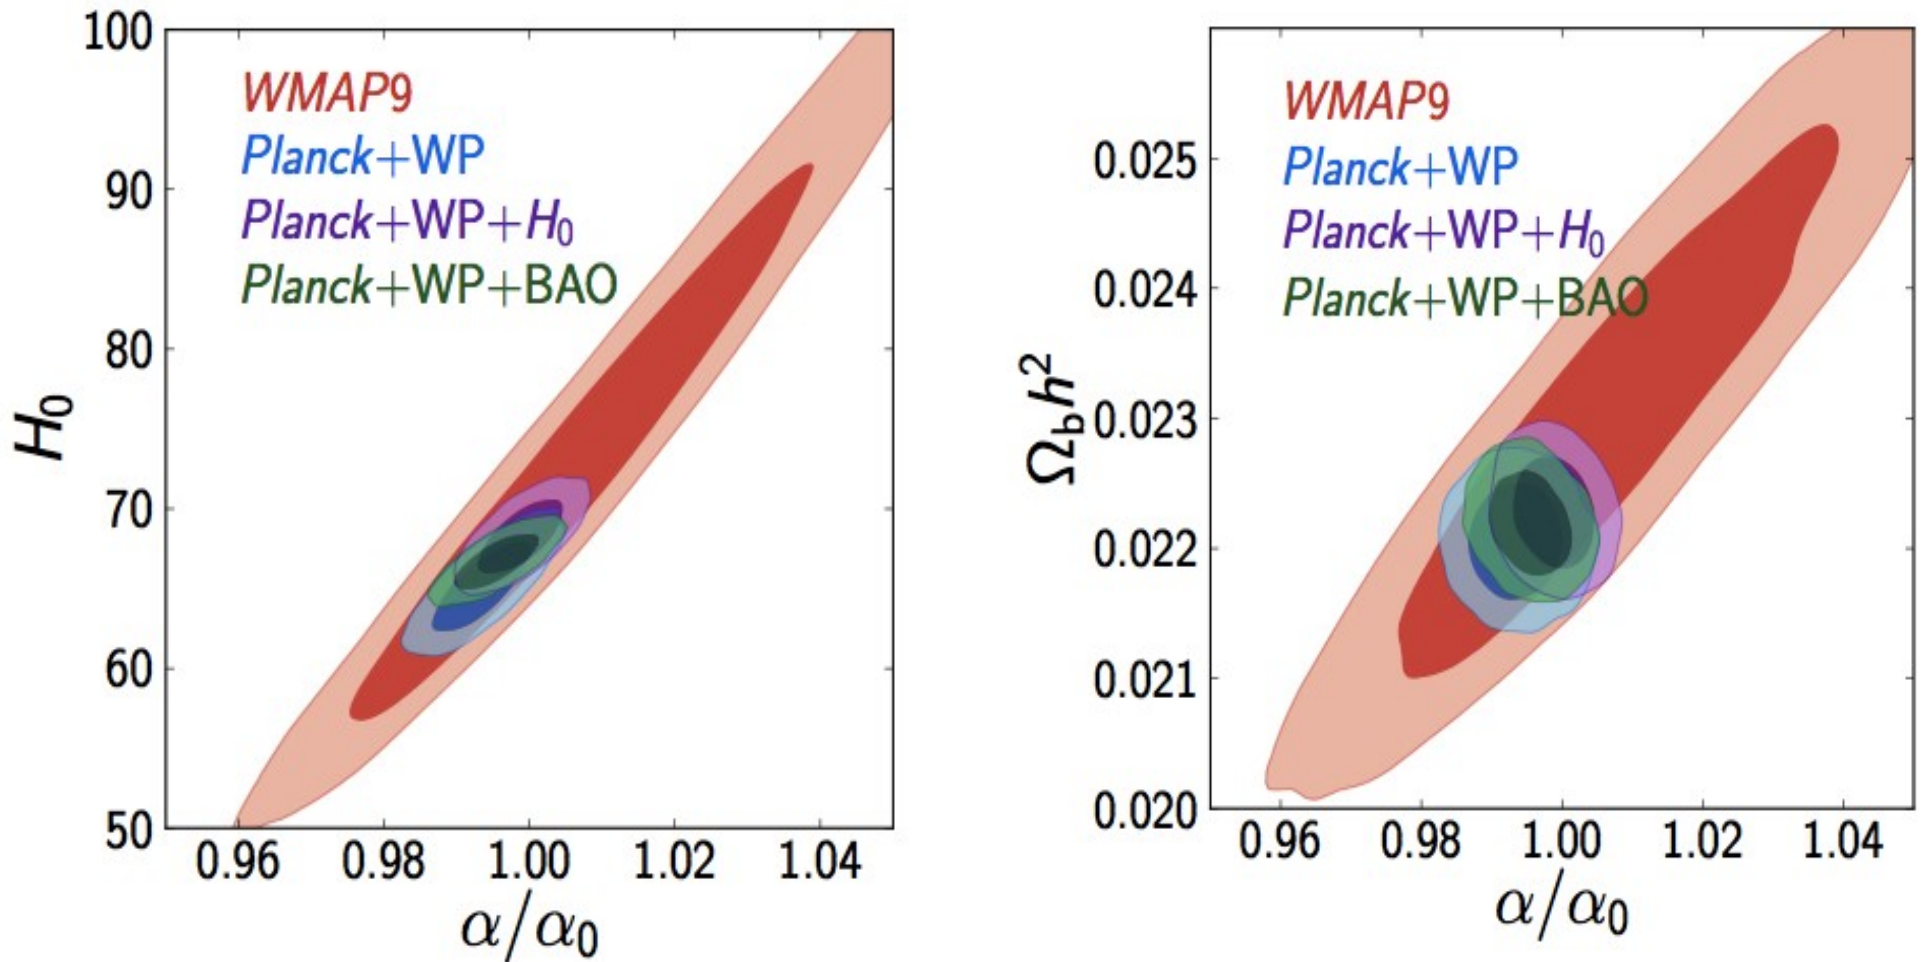 100
90
80
70
60
50
H₀
WMAP9
Planck+WP
Planck+WP+H₀
Planck+WP+BAO
0.96 0.98 1.00 1.02 1.04
α/α₀
0.025
0.024
0.023
0.022
0.021
0.020
Ω_b h²
WMAP9
Planck+WP
Planck+WP+H₀
Planck+WP+BAO
0.96 0.98 1.00 1.02 1.04
α/α₀